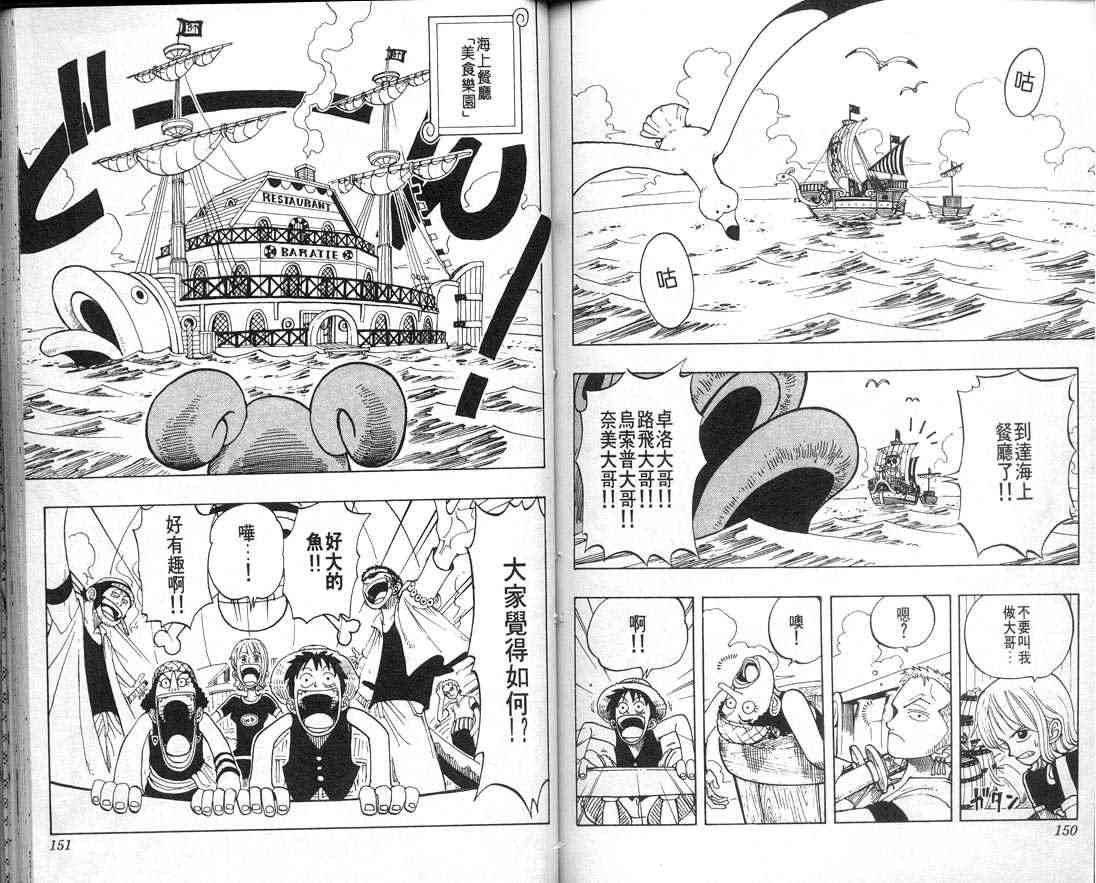 咕
咕
到達海上
餐廳了!!
卓洛大哥!!
路飛大哥!!
烏索普大哥!!
奈美大哥!!
不要叫我
做大哥…
ガタン
嗯?
噢!
啊!!
150
海上餐廳
「美食樂園」
どーーん!
RESTAURANT
BARATIE
大家覺得如何!?
好大的
魚!!
嘩…!
好有趣啊!!
151